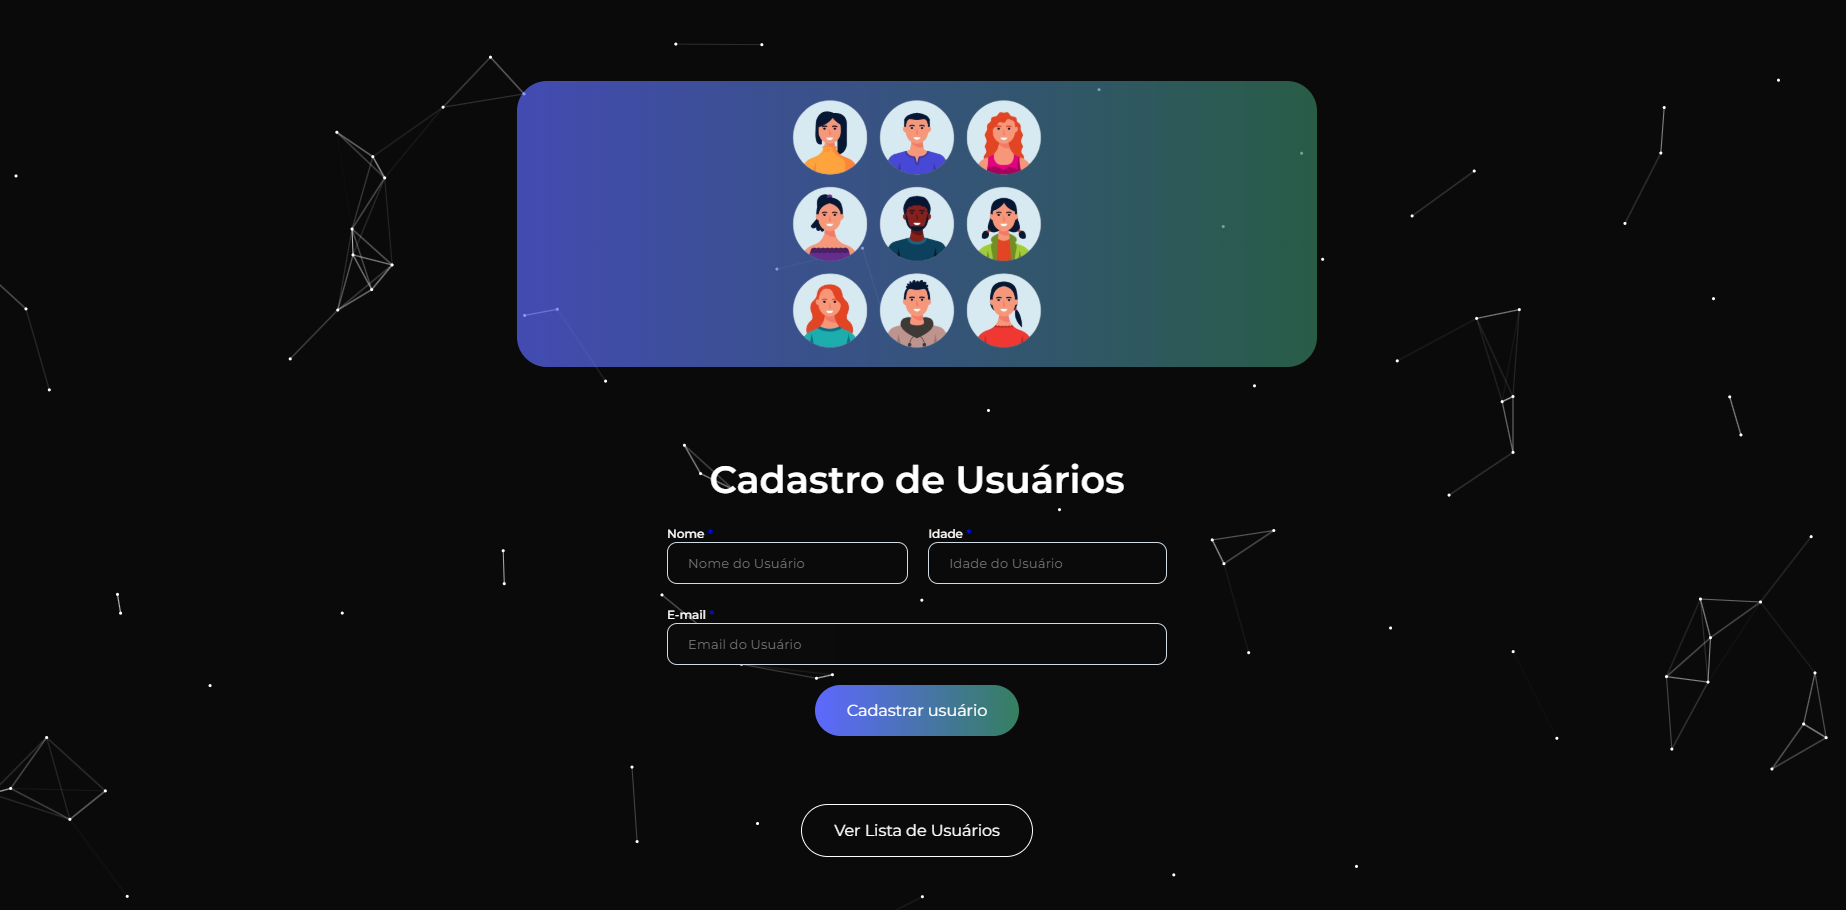 Cadastro de Usuários
Nome *
Idade *
Nome do Usuário
Idade do Usuário
E-mail *
Email do Usuário
Cadastrar usuário
Ver Lista de Usuários